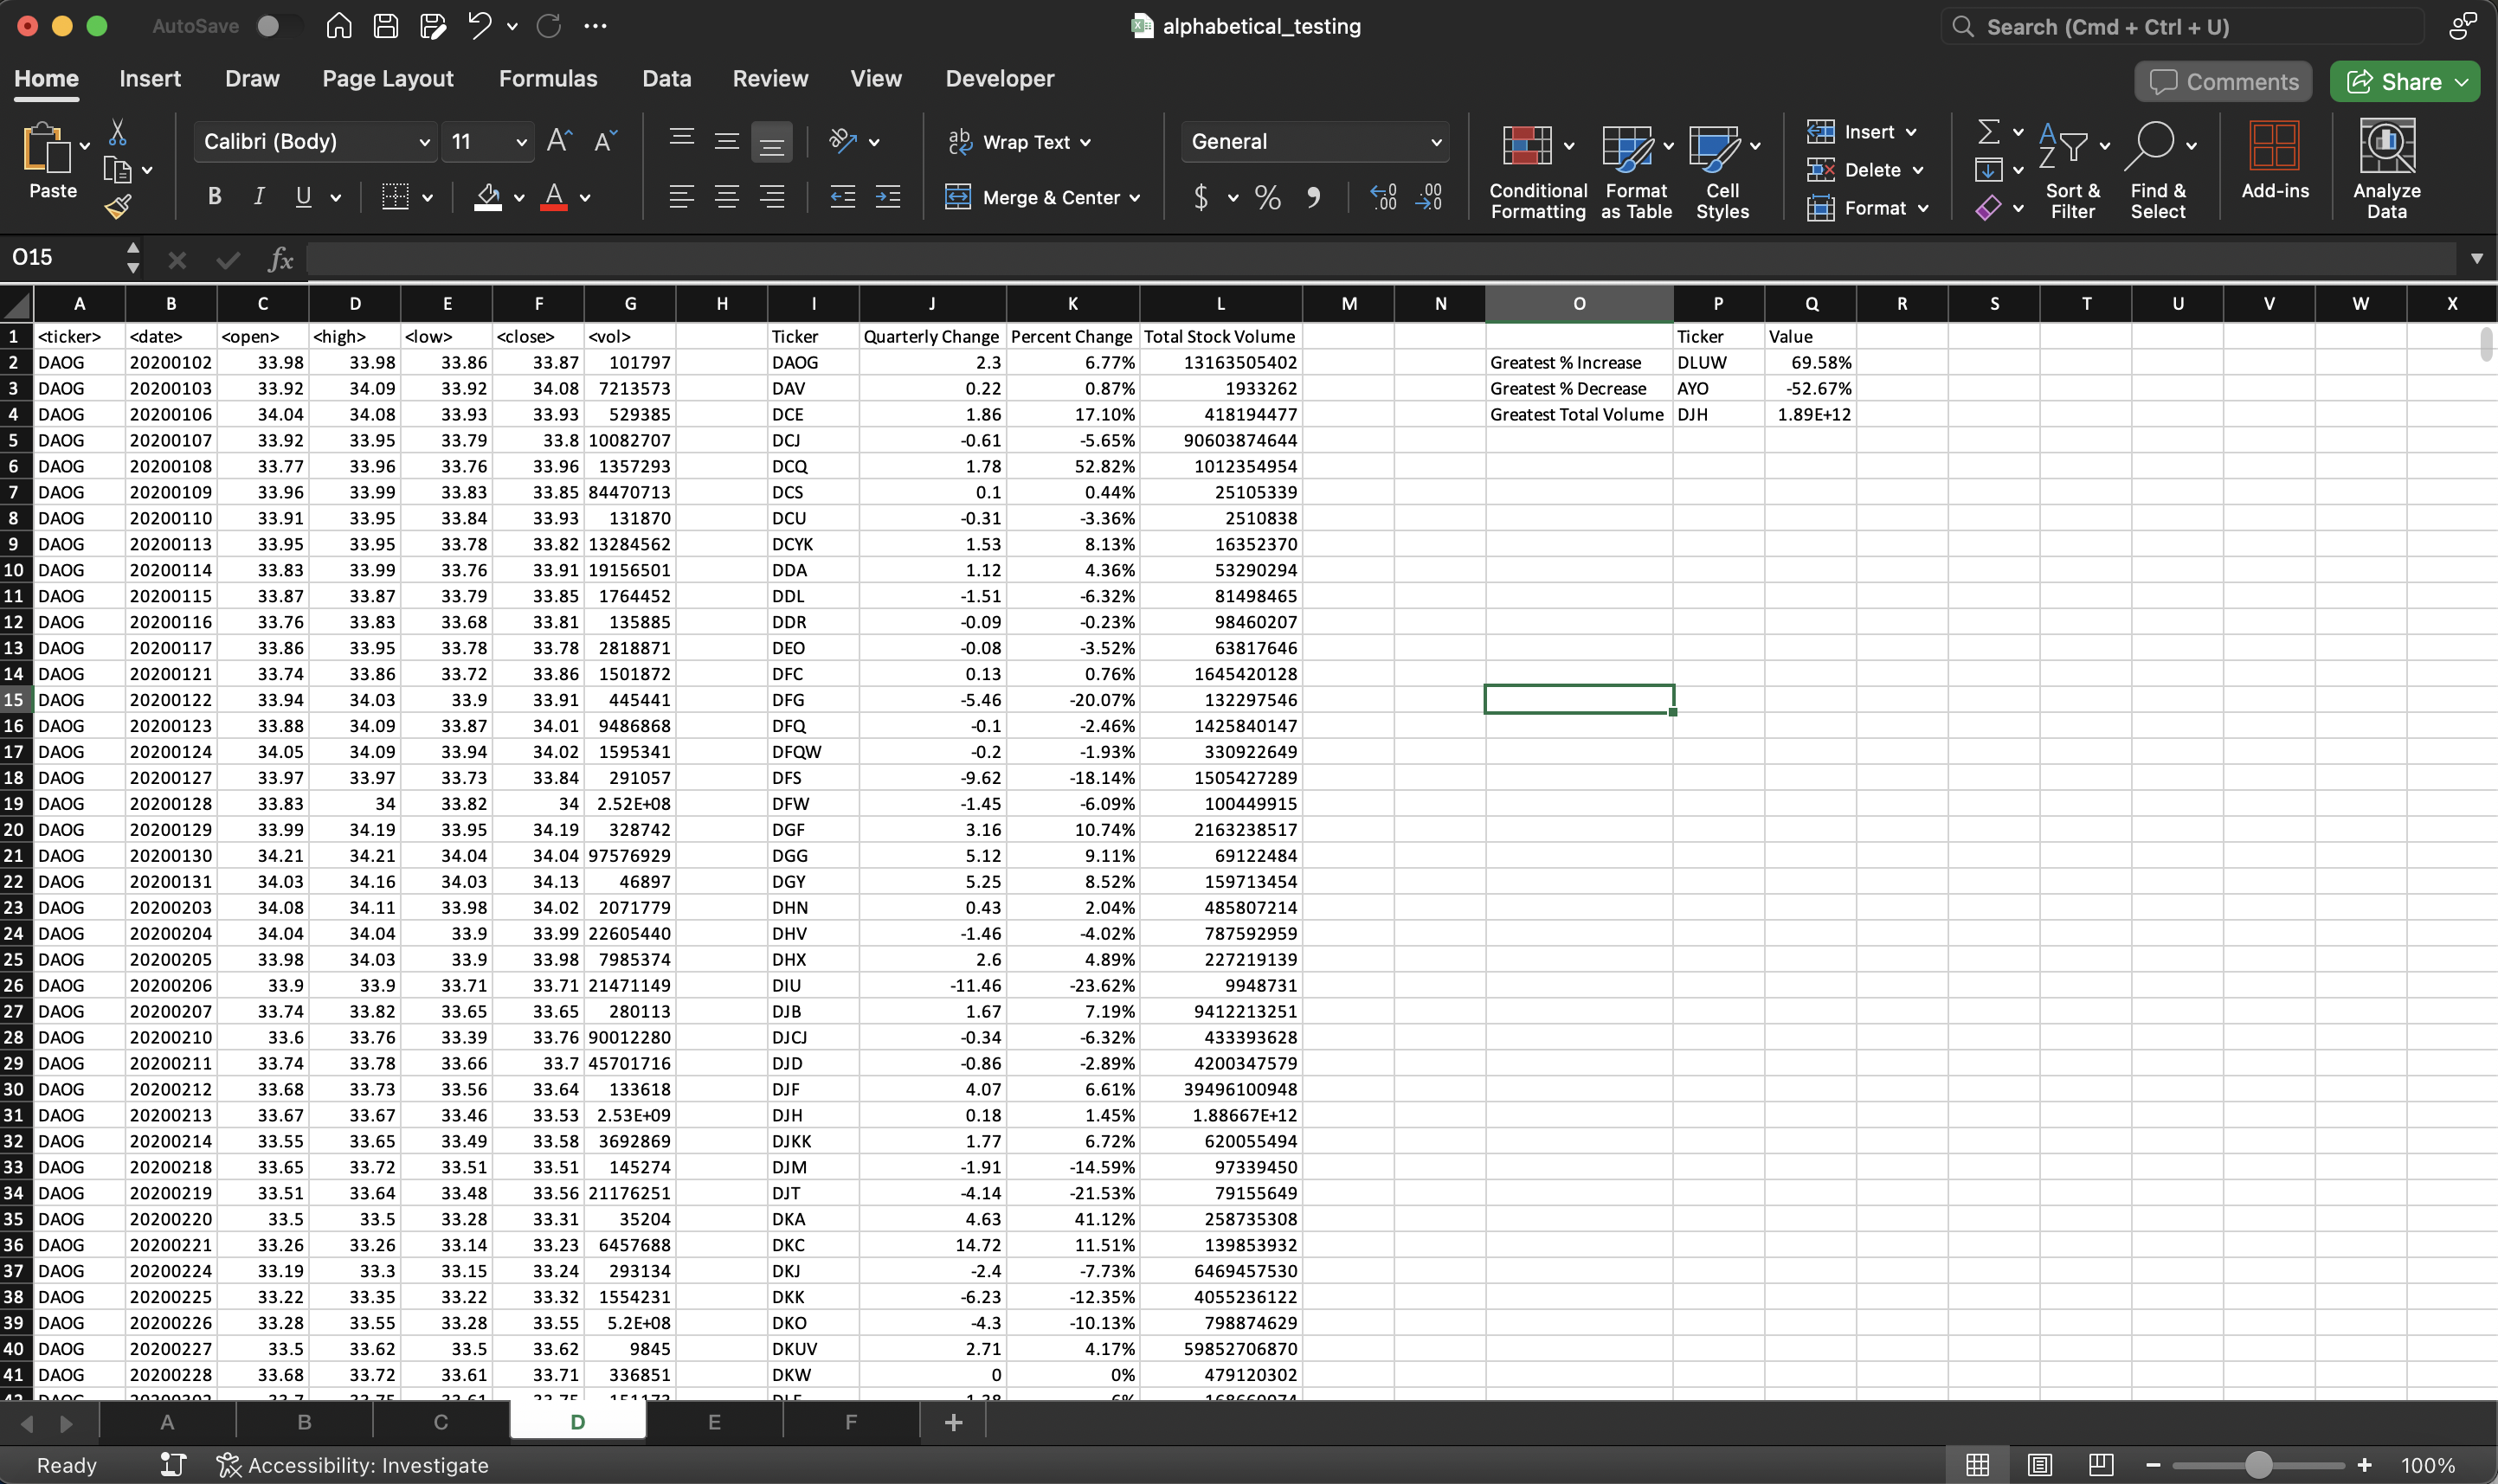 AutoSave alphabetical_testing Search (Cmd + Ctrl + U)
Home Insert Draw Page Layout Formulas Data Review View Developer Comments Share
Paste Calibri (Body) 11 Wrap Text General Conditional Formatting Format as Table Cell Styles Insert Sort & Filter Find & Select Add-ins Analyze Data
B I U Merge & Center $ % Delete
Format
O15 fx
A B C D E F G H I J K L M N O P Q R S T U V W X
1 <ticker> <date> <open> <high> <low> <close> <vol> Ticker Quarterly Change Percent Change Total Stock Volume Ticker Value
2 DAOG 20200102 33.98 33.98 33.86 33.87 101797 DAOG 2.3 6.77% 13163505402 Greatest % Increase DLUW 69.58%
3 DAOG 20200103 33.92 34.09 33.92 34.08 7213573 DAV 0.22 0.87% 1933262 Greatest % Decrease AYO -52.67%
4 DAOG 20200106 34.04 34.08 33.93 33.93 529385 DCE 1.86 17.10% 418194477 Greatest Total Volume DJH 1.89E+12
5 DAOG 20200107 33.92 33.95 33.79 33.8 10082707 DCJ -0.61 -5.65% 90603874644
6 DAOG 20200108 33.77 33.96 33.76 33.96 1357293 DCQ 1.78 52.82% 1012354954
7 DAOG 20200109 33.96 33.99 33.83 33.85 84470713 DCS 0.1 0.44% 25105339
8 DAOG 20200110 33.91 33.95 33.84 33.93 131870 DCU -0.31 -3.36% 2510838
9 DAOG 20200113 33.95 33.95 33.78 33.82 13284562 DCYK 1.53 8.13% 16352370
10 DAOG 20200114 33.83 33.99 33.76 33.91 19156501 DDA 1.12 4.36% 53290294
11 DAOG 20200115 33.87 33.87 33.79 33.85 1764452 DDL -1.51 -6.32% 81498465
12 DAOG 20200116 33.76 33.83 33.68 33.81 135885 DDR -0.09 -0.23% 98460207
13 DAOG 20200117 33.86 33.95 33.78 33.78 2818871 DEO -0.08 -3.52% 63817646
14 DAOG 20200121 33.74 33.86 33.72 33.86 1501872 DFC 0.13 0.76% 1645420128
15 DAOG 20200122 33.94 34.03 33.9 33.91 445441 DFG -5.46 -20.07% 132297546
16 DAOG 20200123 33.88 34.09 33.87 34.01 9486868 DFQ -0.1 -2.46% 1425840147
17 DAOG 20200124 34.05 34.09 33.94 34.02 1595341 DFQW -0.2 -1.93% 330922649
18 DAOG 20200127 33.97 33.97 33.73 33.84 291057 DFS -9.62 -18.14% 1505427289
19 DAOG 20200128 33.83 34 33.82 34 2.52E+08 DFW -1.45 -6.09% 100449915
20 DAOG 20200129 33.99 34.19 33.95 34.19 328742 DGF 3.16 10.74% 2163238517
21 DAOG 20200130 34.21 34.21 34.04 34.04 97576929 DGG 5.12 9.11% 69122484
22 DAOG 20200131 34.03 34.16 34.03 34.13 46897 DGY 5.25 8.52% 159713454
23 DAOG 20200203 34.08 34.11 33.98 34.02 2071779 DHN 0.43 2.04% 485807214
24 DAOG 20200204 34.04 34.04 33.9 33.99 22605440 DHV -1.46 -4.02% 787592959
25 DAOG 20200205 33.98 34.03 33.9 33.98 7985374 DHX 2.6 4.89% 227219139
26 DAOG 20200206 33.9 33.9 33.71 33.71 21471149 DIU -11.46 -23.62% 9948731
27 DAOG 20200207 33.74 33.82 33.65 33.65 280113 DJB 1.67 7.19% 9412213251
28 DAOG 20200210 33.6 33.76 33.39 33.76 90012280 DJCJ -0.34 -6.32% 433393628
29 DAOG 20200211 33.74 33.78 33.66 33.7 45701716 DJD -0.86 -2.89% 4200347579
30 DAOG 20200212 33.68 33.73 33.56 33.64 133618 DJF 4.07 6.61% 39496100948
31 DAOG 20200213 33.67 33.67 33.46 33.53 2.53E+09 DJH 0.18 1.45% 1.88667E+12
32 DAOG 20200214 33.55 33.65 33.49 33.58 3692869 DJKK 1.77 6.72% 620055494
33 DAOG 20200218 33.65 33.72 33.51 33.51 145274 DJM -1.91 -14.59% 97339450
34 DAOG 20200219 33.51 33.64 33.48 33.56 21176251 DJT -4.14 -21.53% 79155649
35 DAOG 20200220 33.5 33.5 33.28 33.31 35204 DKA 4.63 41.12% 258735308
36 DAOG 20200221 33.26 33.26 33.14 33.23 6457688 DKC 14.72 11.51% 139853932
37 DAOG 20200224 33.19 33.3 33.15 33.24 293134 DKJ -2.4 -7.73% 6469457530
38 DAOG 20200225 33.22 33.35 33.22 33.32 1554231 DKK -6.23 -12.35% 4055236122
39 DAOG 20200226 33.28 33.55 33.28 33.55 5.2E+08 DKO -4.3 -10.13% 798874629
40 DAOG 20200227 33.5 33.62 33.5 33.62 9845 DKUV 2.71 4.17% 59852706870
41 DAOG 20200228 33.68 33.72 33.61 33.71 336851 DKW 0 0% 479120302
A B C D E F +
Ready Accessibility: Investigate 100%